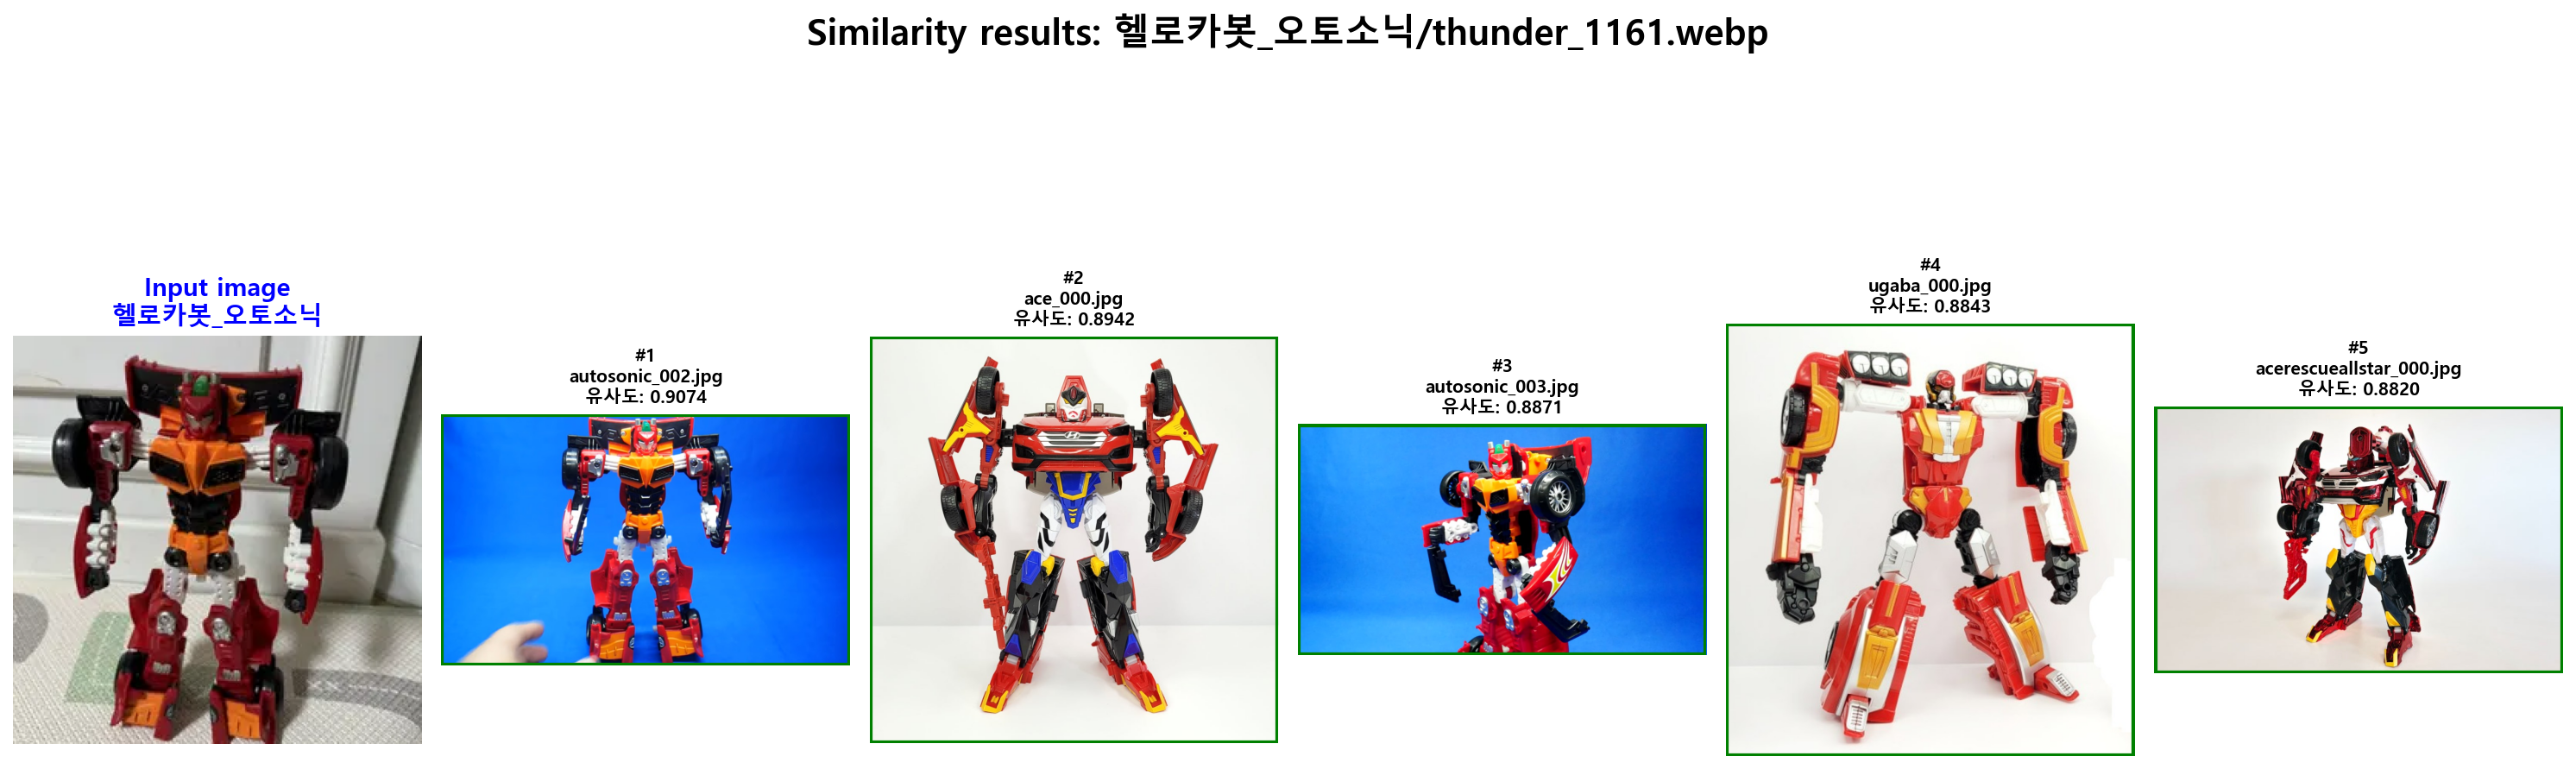 Similarity results: 헬로카봇_오토소닉/thunder_1161.webp
Input image
헬로카봇_오토소닉
#1
autosonic_002.jpg
유사도: 0.9074
#2
ace_000.jpg
유사도: 0.8942
#3
autosonic_003.jpg
유사도: 0.8871
#4
ugaba_000.jpg
유사도: 0.8843
#5
acerescueallstar_000.jpg
유사도: 0.8820